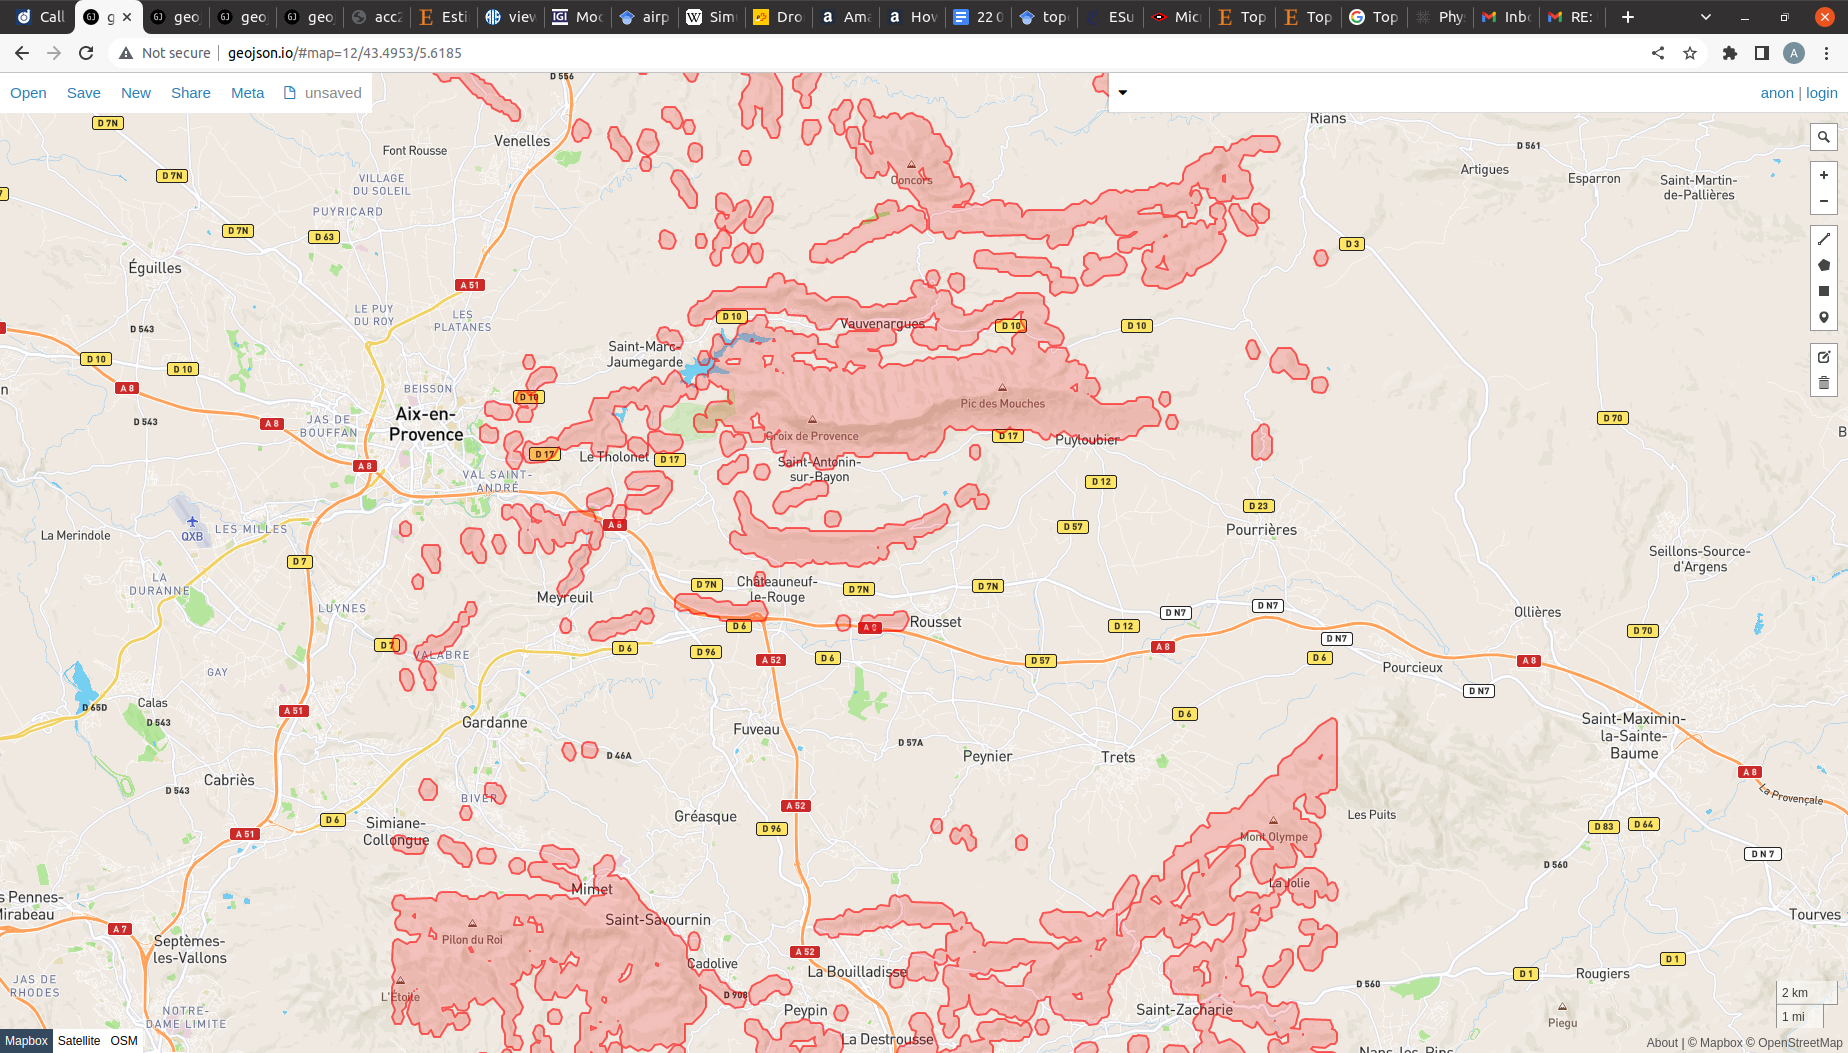 Call
g
geoj
geoj
geoj
acc2
Esti
view
IGI Moc
airp
Sim
Dro
Ama
How
22 0
top
ESu
Mic
Top
Top
Top
Phy
Inbo
RE:
Not secure
geojson.io/#map=12/43.4953/5.6185
A
Open
Save
New
Share
Meta
unsaved
anon | login
D 556
Rians
D 7N
Venelles
Font Rousse
D 561
Artigues
Esparron
Saint-Martin-
de-Pallières
D 7N
VILLAGE
DU SOLEIL
Concors
PUYRICARD
D 7N
D 63
D 3
Éguilles
A 51
LE PUY
DU ROY
LES
PLATANES
D 10
Vauvenargues
D 10
D 10
D 543
D 10
D 10
Saint-Marc-
Jaumegarde
A 8
BEISSON
D 10
Pic des Mouches
Aix-en-
Provence
JAS DE
BOUFFAN
D 543
A 8
D 70
Croix de Provence
D 17
Puyloubier
D 17
Le Tholonet
D 17
A 8
Saint-Antonin-
sur-Bayon
VAL SAINT-
ANDRÉ
D 12
D 23
LES MILLES
QXB
La Merindole
A 8
D 57
Pourrières
Seillons-Source-
d'Argens
D 7
LA
DURANNE
D 7N
Châteauneuf-
le-Rouge
D 7N
D 7N
Meyreuil
LUYNES
D N7
D N7
Ollières
D 6
A 8
Rousset
D 12
D N7
D 70
D 7
VALABRE
D 6
D 96
A 52
D 6
D 57
A 8
D 6
Pourcieux
A 8
GAY
D N7
Calas
D 65D
D 543
A 51
Gardanne
D 6
Saint-Maximin-
la-Sainte-
Baume
Fuveau
D 57A
D 46A
Peynier
Trets
Cabriès
D 543
BIVER
A 8
La Provençale
A 52
Gréasque
D 96
Les Puits
D 6
Simiane-
Collongue
A 51
Mont Olympe
D 83
D 64
D 560
D N 7
La Jolie
Mimet
s Pennes-
Mirabeau
Saint-Savournin
Tourves
A 7
Pilon du Roi
Septèmes-
les-Vallons
A 52
Cadolive
La Bouilladisse
D 1
D 1
Rougiers
JAS DE
RHODES
L'Étoile
D 908
D 560
Peypin
Saint-Zacharie
NOTRE-
DAME LIMITE
Piegu
La Destrousse
Nans-les-Pins
2 km
1 mi
Mapbox
Satellite
OSM
About | © Mapbox © OpenStreetMap